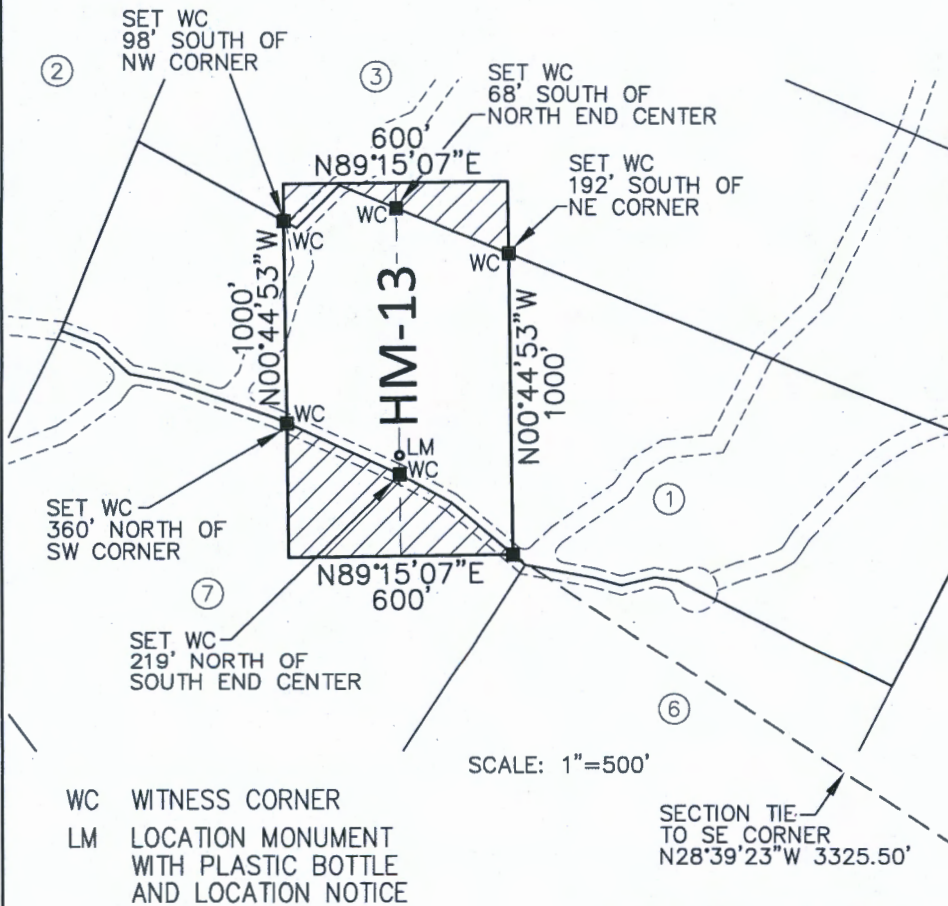 SET WC
98' SOUTH OF
NW CORNER
②
③
SET WC
68' SOUTH OF
NORTH END CENTER
600'
N89°15'07"E
SET WC
192' SOUTH OF
NE CORNER
WC
WC
WC
N00°44'53"W
1000'
HM-13
N00°44'53"W
1000'
WC
LM
WC
SET WC
360' NORTH OF
SW CORNER
①
N89°15'07"E
600'
⑦
SET WC
219' NORTH OF
SOUTH END CENTER
⑥
SCALE: 1"=500'
WC WITNESS CORNER
LM LOCATION MONUMENT
WITH PLASTIC BOTTLE
AND LOCATION NOTICE
SECTION TIE
TO SE CORNER
N28°39'23"W 3325.50'